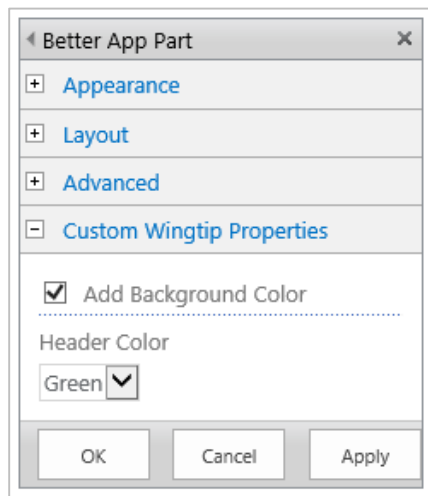 Better App Part
Appearance
Layout
Advanced
Custom Wingtip Properties
Add Background Color
Header Color
Green
OK Cancel Apply